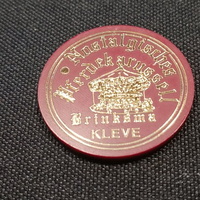 Nostalgisches
Pferdekarussell
Brinkama
KLEVE